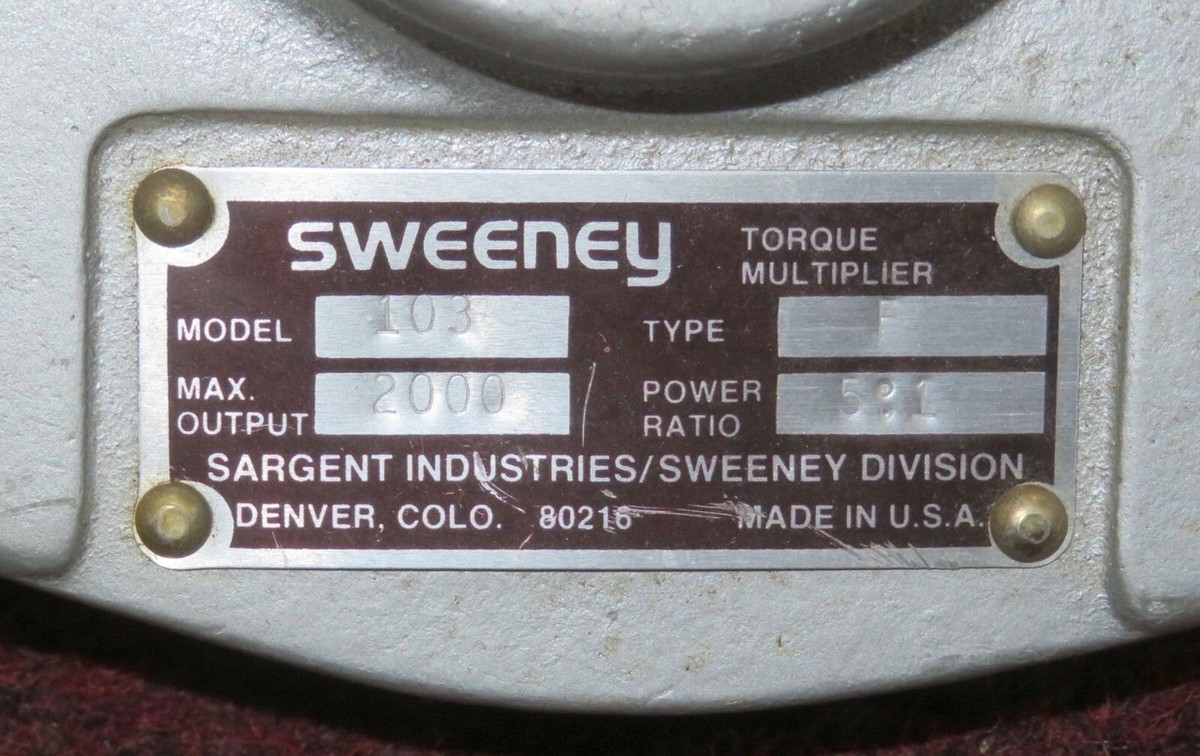 SWEENEY
TORQUE
MULTIPLIER
MODEL 103
TYPE
MAX.
OUTPUT 2000
POWER
RATIO 5:1
SARGENT INDUSTRIES/SWEENEY DIVISION
DENVER, COLO. 80216 MADE IN U.S.A.